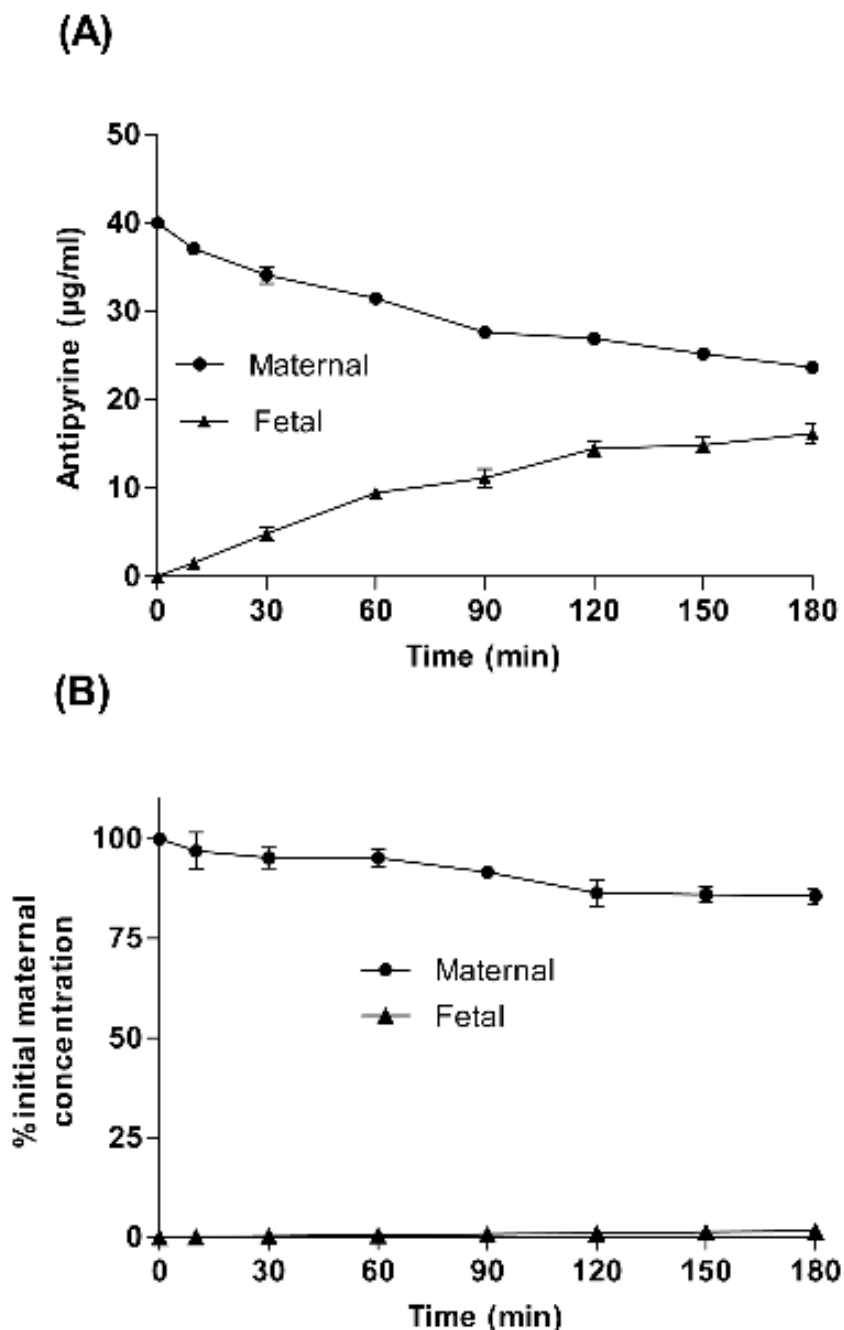 (A)
50
40
30
20
10
0
Antipyrine (µg/ml)
Maternal
Fetal
0 30 60 90 120 150 180
Time (min)
(B)
100
75
50
25
0
%initial maternal
concentration
Maternal
Fetal
0 30 60 90 120 150 180
Time (min)